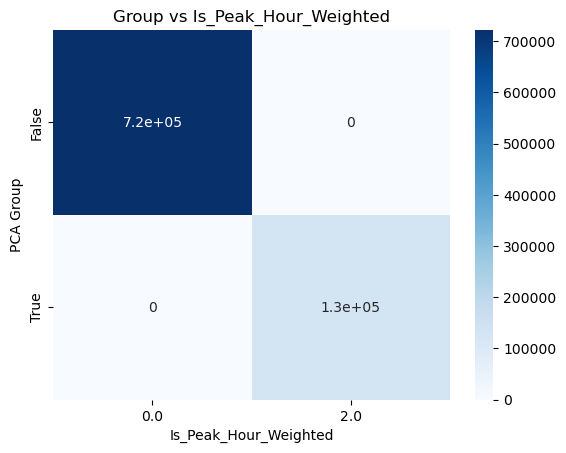 Group vs Is_Peak_Hour_Weighted
PCA Group
False
True
7.2e+05
0
0
1.3e+05
0.0
2.0
Is_Peak_Hour_Weighted
700000
600000
500000
400000
300000
200000
100000
0